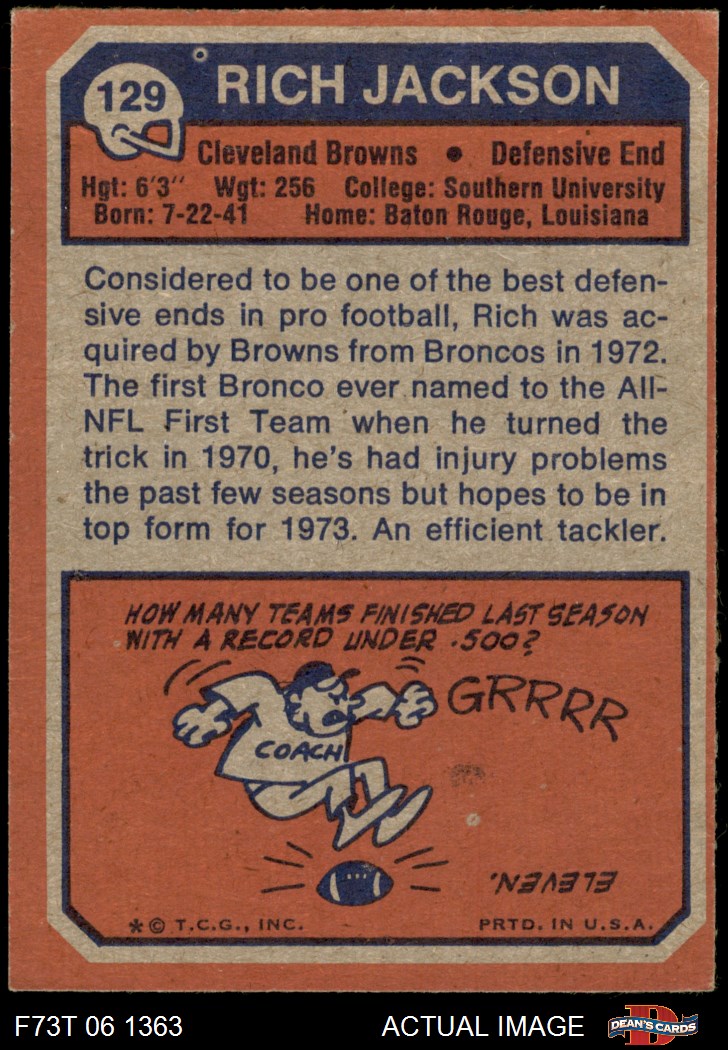 129
RICH JACKSON
Cleveland Browns • Defensive End
Hgt: 6'3" Wgt: 256 College: Southern University
Born: 7-22-41 Home: Baton Rouge, Louisiana
Considered to be one of the best defen-
sive ends in pro football, Rich was ac-
quired by Browns from Broncos in 1972.
The first Bronco ever named to the All-
NFL First Team when he turned the
trick in 1970, he's had injury problems
the past few seasons but hopes to be in
top form for 1973. An efficient tackler.
HOW MANY TEAMS FINISHED LAST SEASON
WITH A RECORD UNDER .500?
GRRRR
COACH
ELEVEN.
* © T.C.G., INC. PRTD. IN U.S.A.
F73T 06 1363 ACTUAL IMAGE DEAN'S CARDS